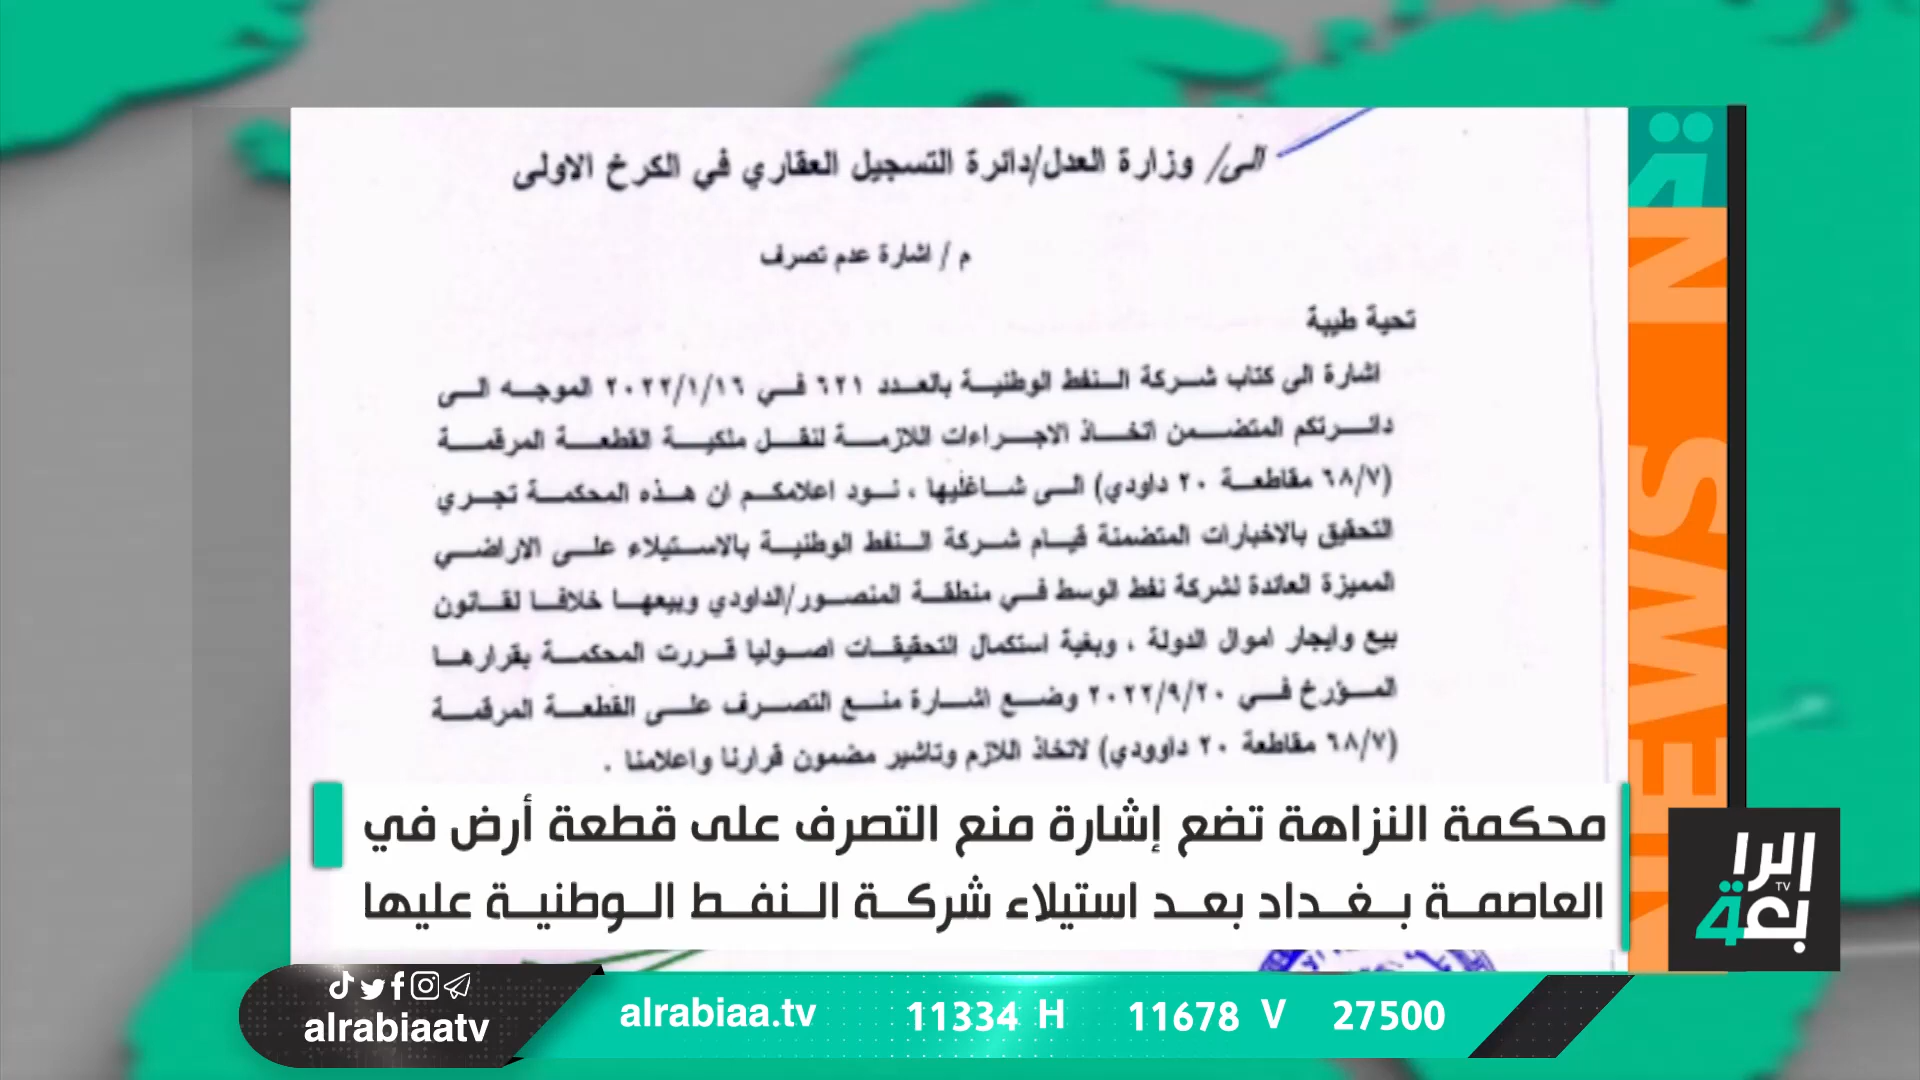 الى/ وزارة العدل/دائرة التسجيل العقاري في الكرخ الاولى
م / اشارة عدم تصرف
تحية طيبة
اشارة الى كتاب شركة النفط الوطنية بالعدد ٦٢١ في ٢٠٢٢/١/١٦ الموجه الى
دائرتكم المتضمن اتخاذ الاجراءات اللازمة لنقل ملكية القطعة المرقمة
(٦٨/٧ مقاطعة ٢٠ داودي) الى شاغليها ، نود اعلامكم ان هذه المحكمة تجري
التحقيق بالاخبارات المتضمنة قيام شركة النفط الوطنية بالاستيلاء على الاراضي
المميزة العائدة لشركة نفط الوسط في منطقة المنصور/الداودي وبيعها خلافا لقانون
بيع وايجار اموال الدولة ، وبغية استكمال التحقيقات اصوليا قررت المحكمة بقرارها
المؤرخ في ٢٠٢٢/٩/٢٠ وضع اشارة منع التصرف على القطعة المرقمة
(٦٨/٧ مقاطعة ٢٠ داوودي) لاتخاذ اللازم وتاشير مضمون قرارنا واعلامنا .
محكمة النزاهة تضع إشارة منع التصرف على قطعة أرض في
العاصمة بغداد بعد استيلاء شركة النفط الوطنية عليها
NEWS
الرا
TV
بعة
alrabiaatv
alrabiaa.tv 11334 H 11678 V 27500